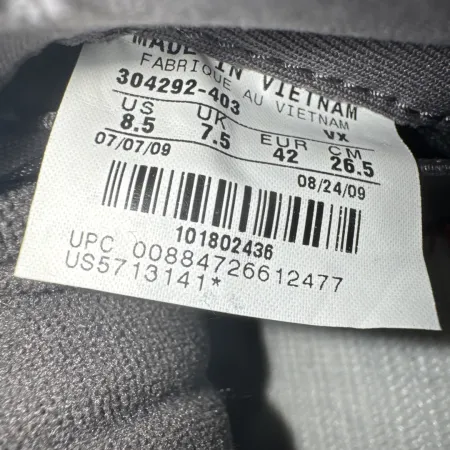 MADE IN VIETNAM
FABRIQUE AU VIETNAM
304292-403 VX
US UK EUR CM
8.5 7.5 42 26.5
07/07/09 08/24/09
101802436
UPC 00884726612477
US5713141*